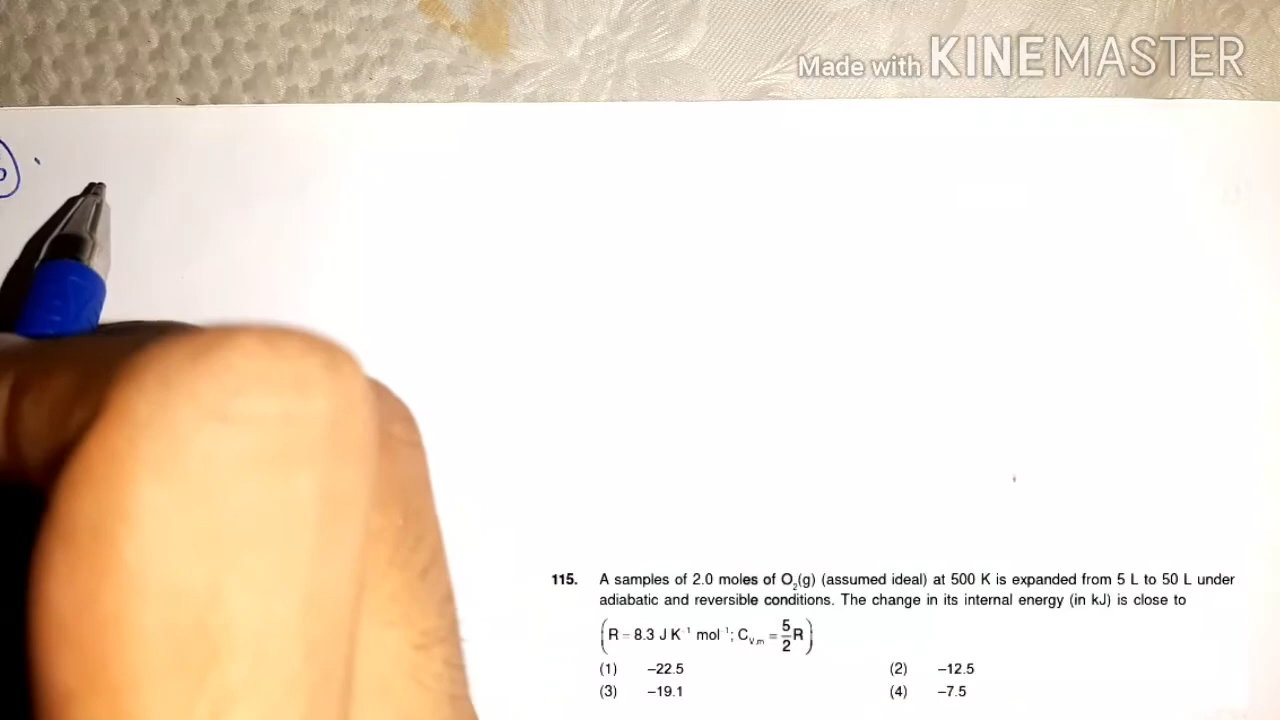 Made with KINEMASTER
115. A samples of 2.0 moles of O₂(g) (assumed ideal) at 500 K is expanded from 5 L to 50 L under
adiabatic and reversible conditions. The change in its internal energy (in kJ) is close to
(R = 8.3 J K⁻¹ mol⁻¹; C_V,m = 5/2 R)
(1) –22.5 (2) –12.5
(3) –19.1 (4) –7.5